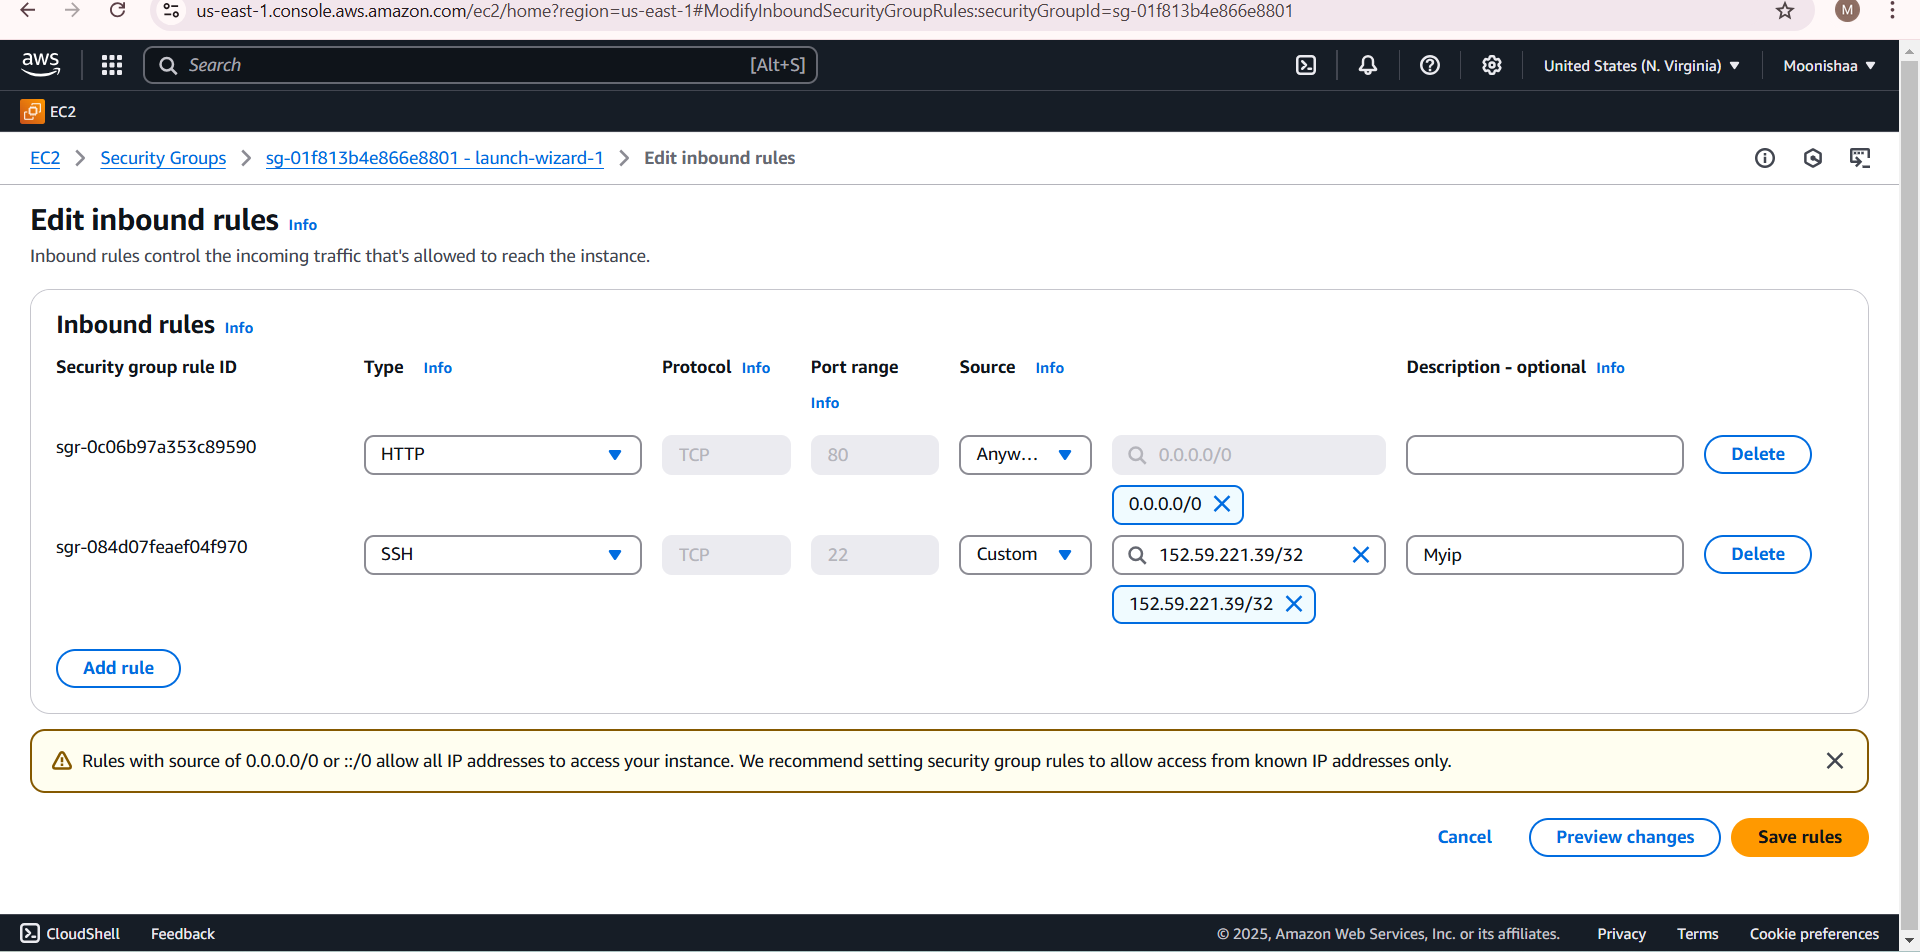 us-east-1.console.aws.amazon.com/ec2/home?region=us-east-1#ModifyInboundSecurityGroupRules:securityGroupId=sg-01f813b4e866e8801
M
aws
Search [Alt+S]
United States (N. Virginia)
Moonishaa
EC2
EC2 > Security Groups > sg-01f813b4e866e8801 - launch-wizard-1 > Edit inbound rules
Edit inbound rules Info
Inbound rules control the incoming traffic that's allowed to reach the instance.
Inbound rules Info
Security group rule ID Type Info Protocol Info Port range Source Info Description - optional Info
Info
sgr-0c06b97a353c89590 HTTP TCP 80 Anyw... 0.0.0.0/0 Delete
0.0.0.0/0
sgr-084d07feaef04f970 SSH TCP 22 Custom 152.59.221.39/32 Myip Delete
152.59.221.39/32
Add rule
Rules with source of 0.0.0.0/0 or ::/0 allow all IP addresses to access your instance. We recommend setting security group rules to allow access from known IP addresses only.
Cancel Preview changes Save rules
CloudShell Feedback © 2025, Amazon Web Services, Inc. or its affiliates. Privacy Terms Cookie preferences